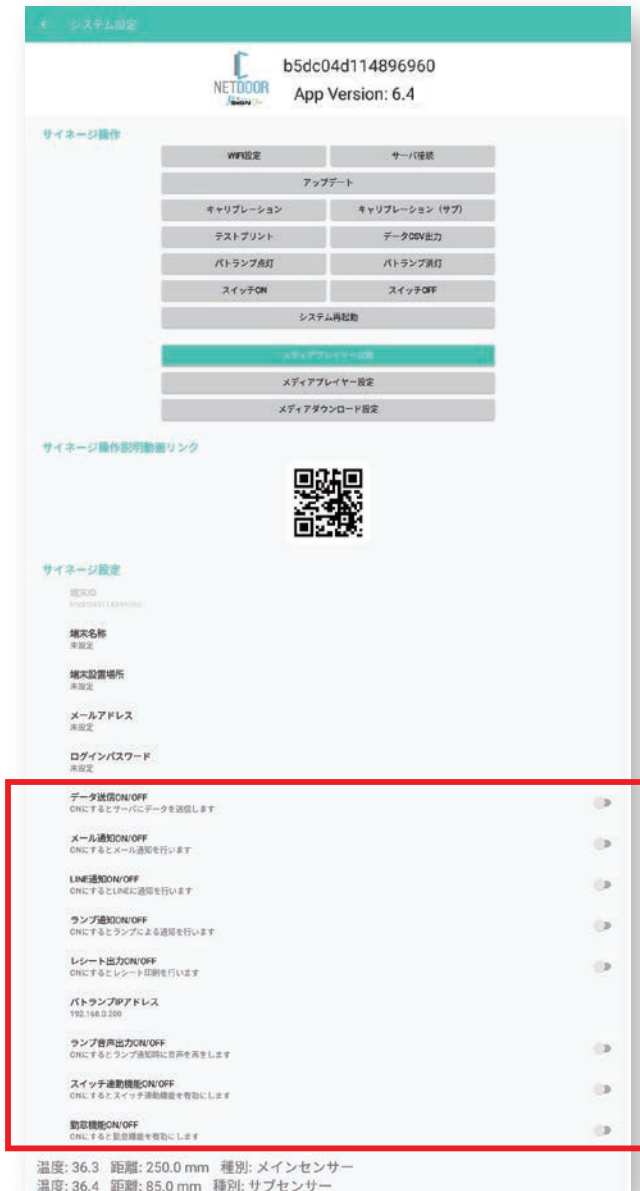 システム設定
NETDOOR
SIGN
b5dc04d114896960
App Version: 6.4
サイネージ操作
WIFI設定 サーバ接続
アップデート
キャリブレーション キャリブレーション（サブ）
テストプリント データCSV出力
パトランプ点灯 パトランプ消灯
スイッチON スイッチOFF
システム再起動
メディアプレイヤー設定
メディアダウンロード設定
サイネージ操作説明動画リンク
サイネージ設定
端末ID
端末名称
未設定
端末設置場所
未設定
メールアドレス
未設定
ログインパスワード
未設定
データ送信ON/OFF
ONにするとサーバにデータを送信します
メール通知ON/OFF
ONにするとメール通知を行います
LINE通知ON/OFF
ONにするとLINEに通知を行います
ランプ通知ON/OFF
ONにするとランプによる通知を行います
レシート出力ON/OFF
ONにするとレシート印刷を行います
パトランプIPアドレス
192.168.0.200
ランプ音声出力ON/OFF
ONにするとランプ通知時に音声を再生します
スイッチ連動機能ON/OFF
ONにするとスイッチ連動機能を有効にします
勤怠機能ON/OFF
ONにすると勤怠機能を有効にします
温度: 36.3 距離: 250.0 mm 種別: メインセンサー
温度: 36.4 距離: 85.0 mm 種別: サブセンサー